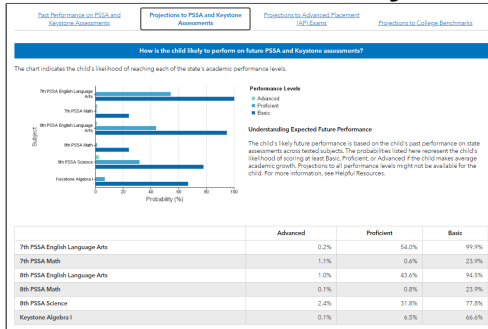 Past Performance on PSSA and
Keystone Assessments
Projections to PSSA and Keystone
Assessments
Projections to Advanced Placement
(AP) Exams
Projections to College Benchmarks
How is the child likely to perform on future PSSA and Keystone assessments?
The chart indicates the child's likelihood of reaching each of the state's academic performance levels.
Subject
7th PSSA English Language
Arts
7th PSSA Math
8th PSSA English Language
Arts
8th PSSA Math
8th PSSA Science
Keystone Algebra I
0 20 40 60 80 100
Probability (%)
Performance Levels
Advanced
Proficient
Basic
Understanding Expected Future Performance
The child's likely future performance is based on the child's past performance on state
assessments across tested subjects. The probabilities listed here represent the child's
likelihood of scoring at least Basic, Proficient, or Advanced if the child makes average
academic growth. Projections to all performance levels might not be available for the
child. For more information, see Helpful Resources.
Advanced Proficient Basic
7th PSSA English Language Arts 0.2% 54.0% 99.9%
7th PSSA Math 1.1% 0.6% 23.9%
8th PSSA English Language Arts 1.0% 43.6% 94.5%
8th PSSA Math 0.1% 0.8% 23.9%
8th PSSA Science 2.4% 31.8% 77.8%
Keystone Algebra I 0.1% 6.5% 66.6%